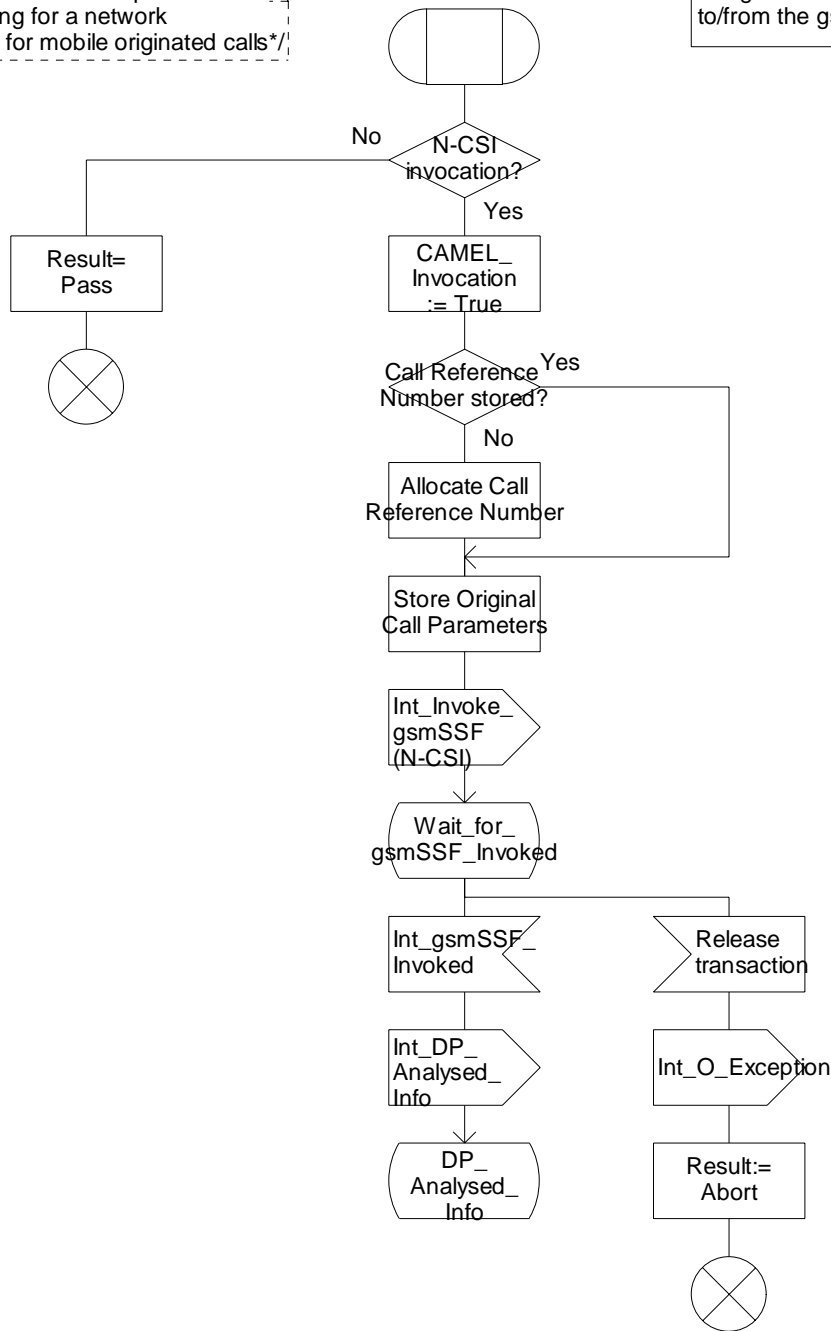 ng for a network
for mobile originated calls*/
to/from the gs
No
N-CSI
invocation?
Yes
Result=
Pass
CAMEL_
Invocation
:= True
Call Reference
Number stored?
Yes
No
Allocate Call
Reference Number
Store Original
Call Parameters
Int_Invoke_
gsmSSF
(N-CSI)
Wait_for_
gsmSSF_Invoked
Int_gsmSSF_
Invoked
Release
transaction
Int_DP_
Analysed_
Info
Int_O_Exception
DP_
Analysed_
Info
Result:=
Abort